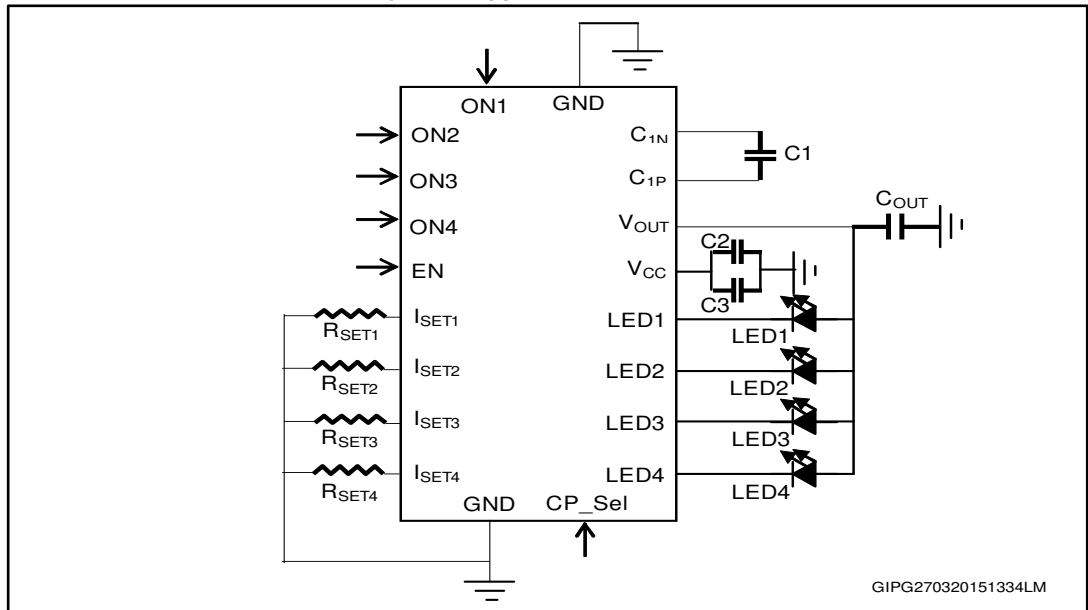 ON1
GND
ON2
ON3
ON4
EN
ISET1
ISET2
ISET3
ISET4
GND
CP_Sel
C1N
C1P
VOUT
VCC
LED1
LED2
LED3
LED4
RSET1
RSET2
RSET3
RSET4
C1
COUT
C2
C3
LED1
LED2
LED3
LED4
GIPG270320151334LM